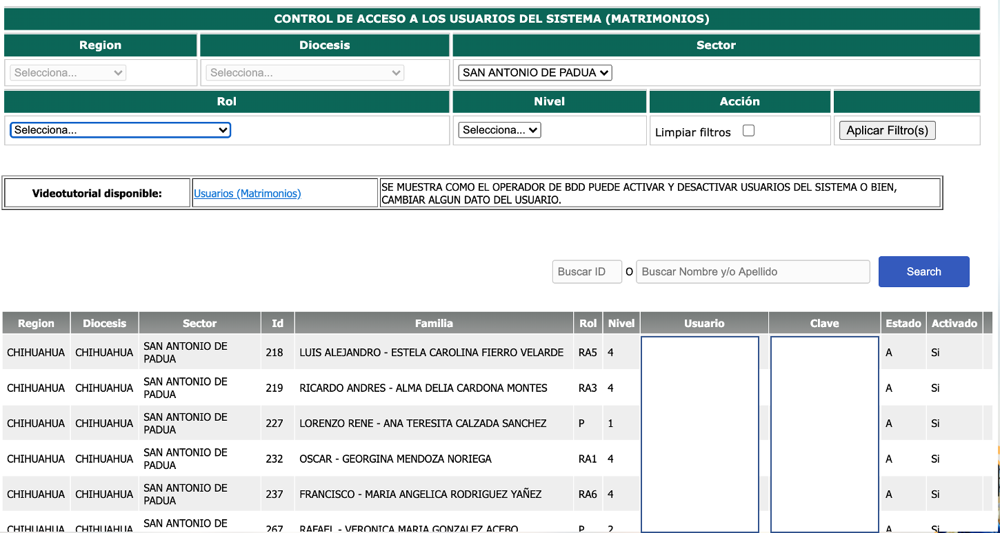 CONTROL DE ACCESO A LOS USUARIOS DEL SISTEMA (MATRIMONIOS)
Region Diocesis Sector
Selecciona... Selecciona... SAN ANTONIO DE PADUA
Rol Nivel Acción
Selecciona... Selecciona... Limpiar filtros Aplicar Filtro(s)
Videotutorial disponible: Usuarios (Matrimonios) SE MUESTRA COMO EL OPERADOR DE BDD PUEDE ACTIVAR Y DESACTIVAR USUARIOS DEL SISTEMA O BIEN,
CAMBIAR ALGUN DATO DEL USUARIO.
Buscar ID O Buscar Nombre y/o Apellido Search
Region Diocesis Sector Id Familia Rol Nivel Usuario Clave Estado Activado
CHIHUAHUA CHIHUAHUA SAN ANTONIO DE PADUA 218 LUIS ALEJANDRO - ESTELA CAROLINA FIERRO VELARDE RA5 4 A Si
CHIHUAHUA CHIHUAHUA SAN ANTONIO DE PADUA 219 RICARDO ANDRES - ALMA DELIA CARDONA MONTES RA3 4 A Si
CHIHUAHUA CHIHUAHUA SAN ANTONIO DE PADUA 227 LORENZO RENE - ANA TERESITA CALZADA SANCHEZ P 1 A Si
CHIHUAHUA CHIHUAHUA SAN ANTONIO DE PADUA 232 OSCAR - GEORGINA MENDOZA NORIEGA RA1 4 A Si
CHIHUAHUA CHIHUAHUA SAN ANTONIO DE PADUA 237 FRANCISCO - MARIA ANGELICA RODRIGUEZ YAÑEZ RA6 4 A Si
CHIHUAHUA CHIHUAHUA SAN ANTONIO DE 267 RAFAEL - VERONICA MARIA GONZALEZ ACEBO P 2 A Si